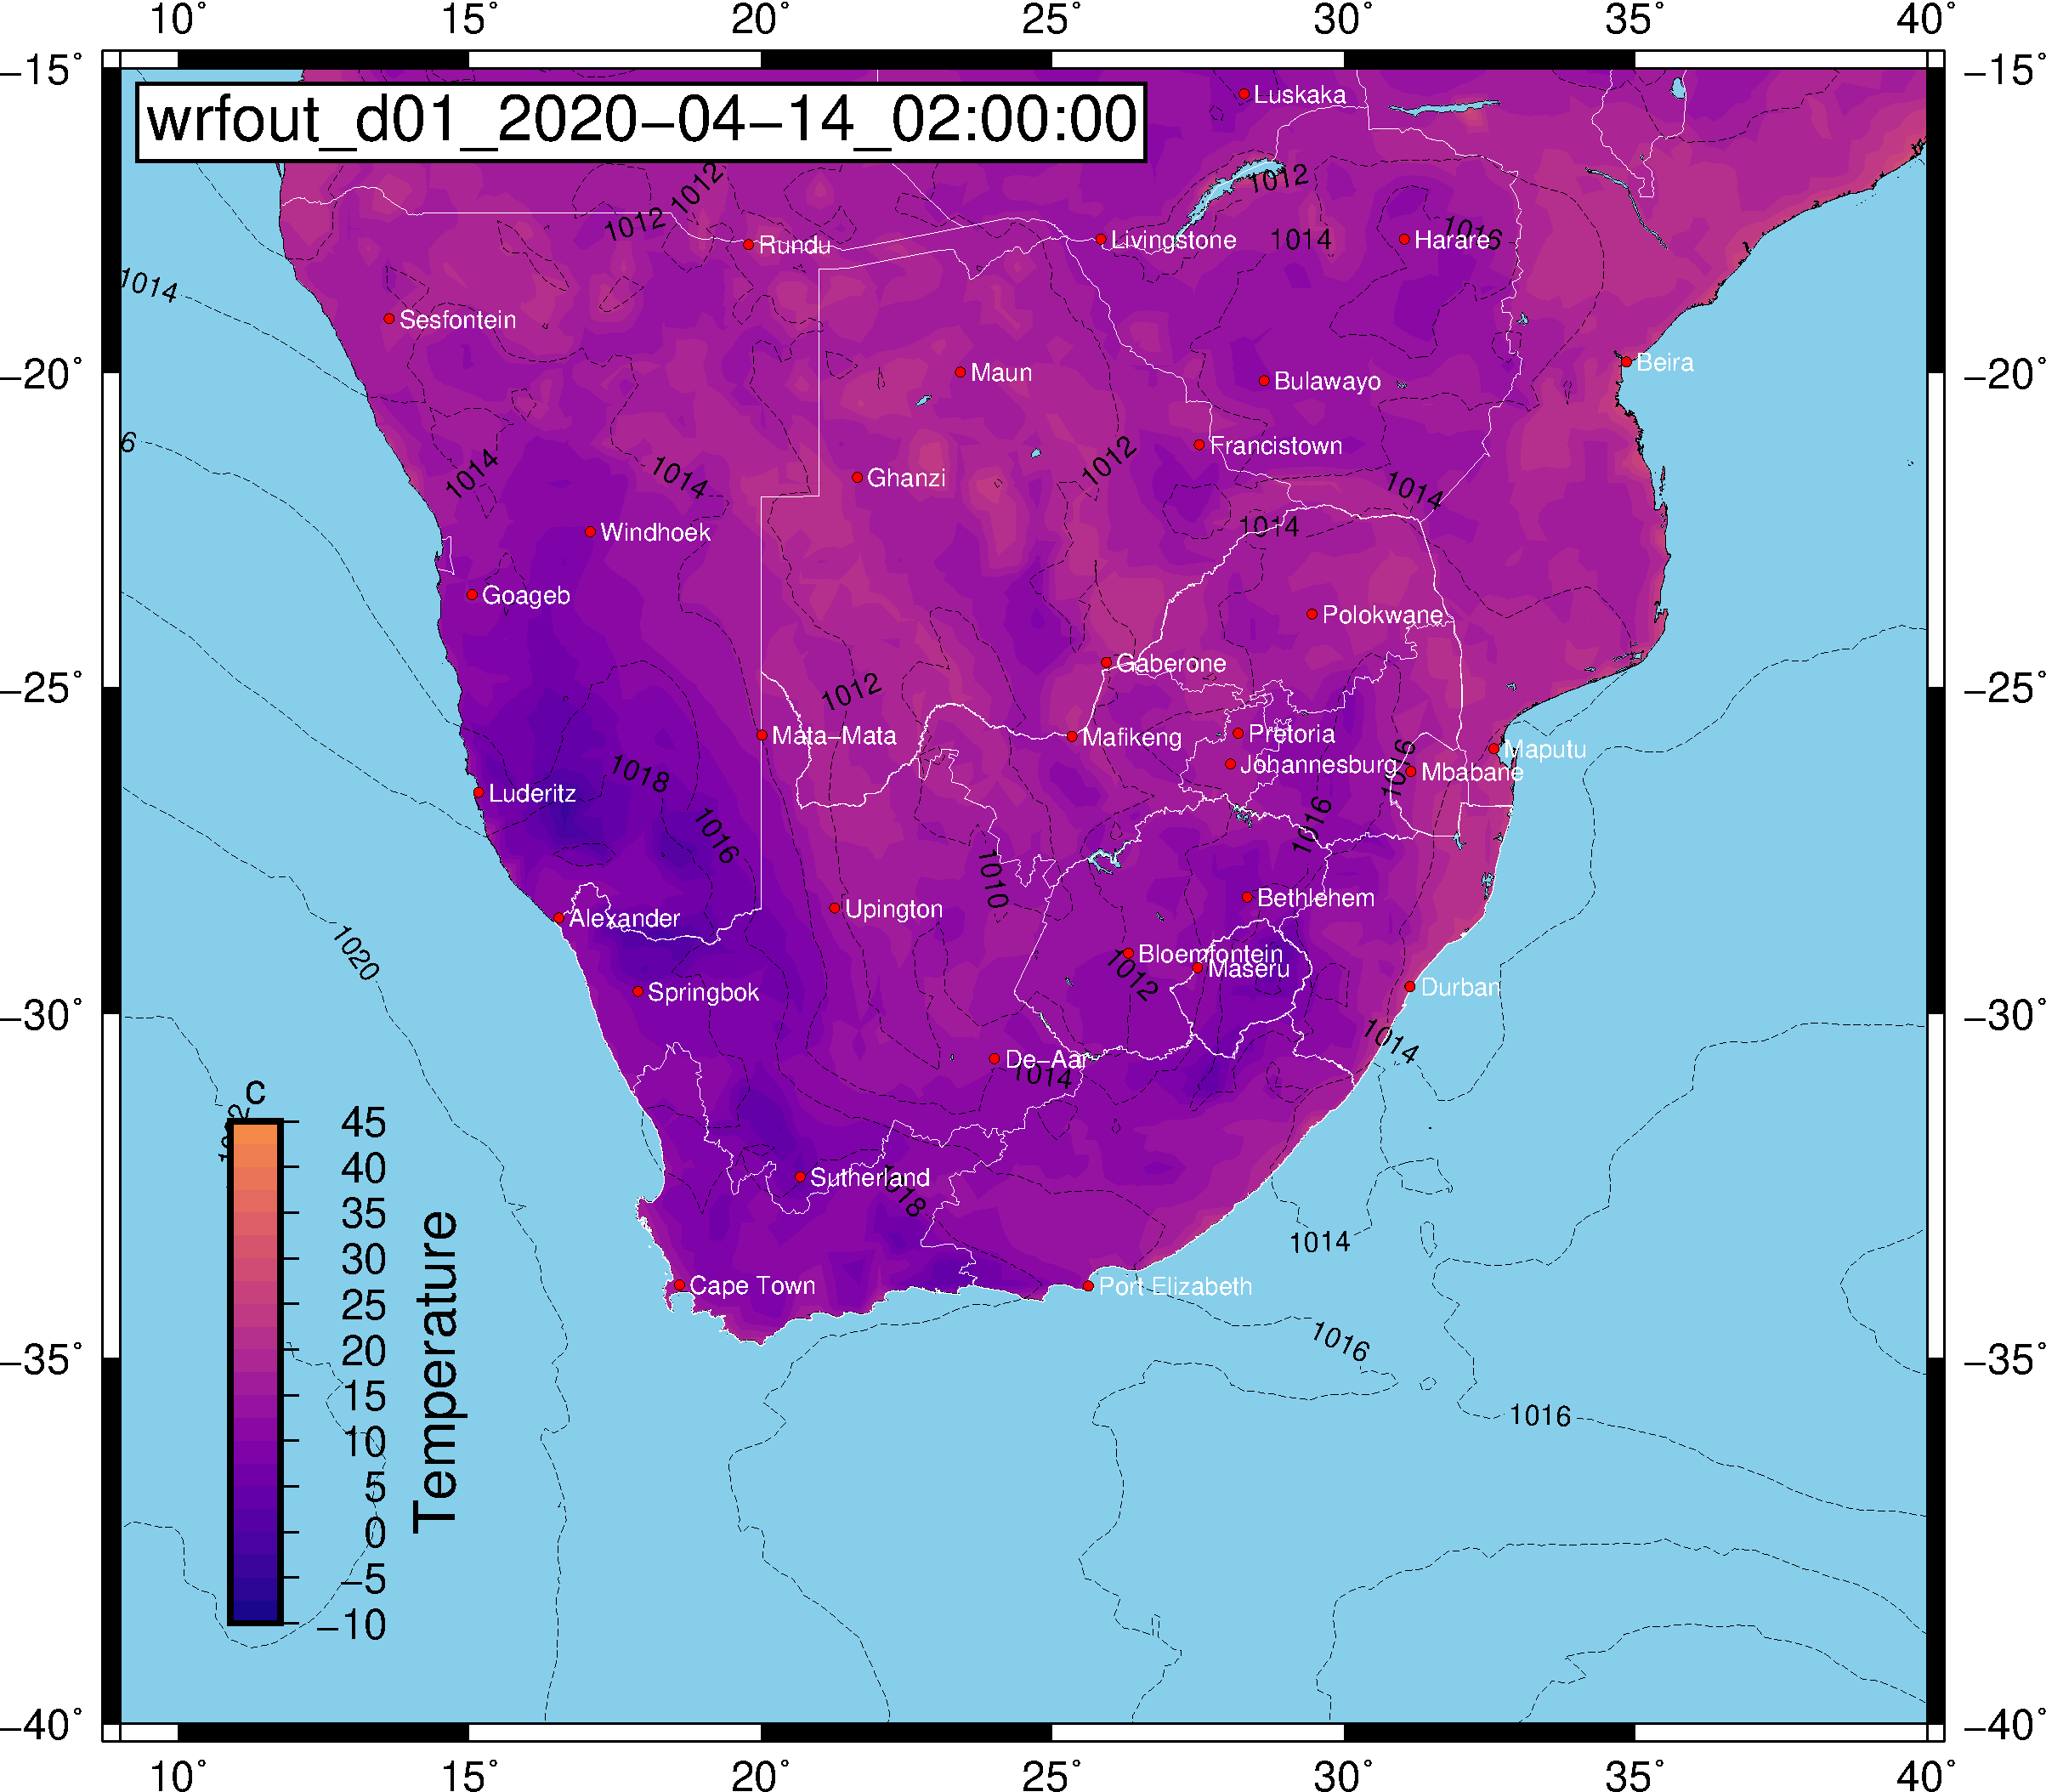 10° 15° 20° 25° 30° 35° 40°
−15° −15°
wrfout_d01_2020−04−14_02:00:00
Luskaka
1012
1012
1012
Rundu
Livingstone
1014
Harare
1016
1014
Sesfontein
Beira
−20° −20°
Maun
Bulawayo
6
Francistown
1014
1014
Ghanzi
1012
1014
1014
Windhoek
Goageb
Polokwane
Gaberone
−25° −25°
1012
Mata−Mata
Mafikeng
Pretoria
Maputu
Johannesburg
1016
Mbabane
1018
Luderitz
1016
1016
1010
Bethlehem
Upington
Alexander
1020
Bloemfontein
1012
Maseru
Springbok
Durban
−30° −30°
1014
De−Aar
1014
c
45
40
35
30
25
20
15
10
5
0
−5
−10
Temperature
Sutherland
1018
1014
Cape Town
Port Elizabeth
1016
−35° −35°
1016
−40° −40°
10° 15° 20° 25° 30° 35° 40°